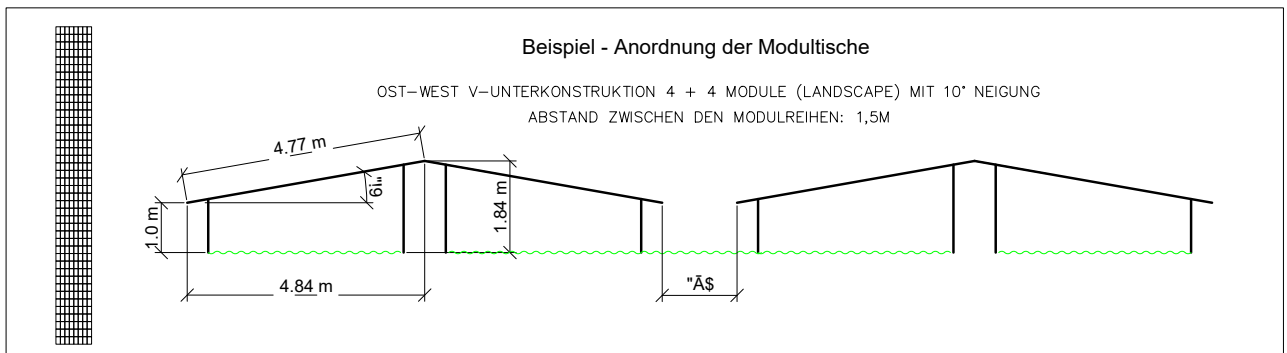 Beispiel - Anordnung der Modultische
OST-WEST V-UNTERKONSTRUKTION 4 + 4 MODULE (LANDSCAPE) MIT 10° NEIGUNG
ABSTAND ZWISCHEN DEN MODULREIHEN: 1,5M
4.77 m
1.84 m
1.0 m
4.84 m
"Ã$